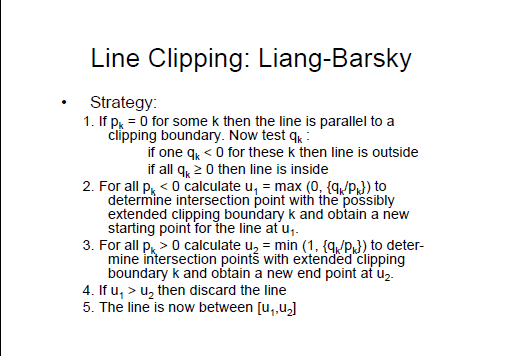 Line Clipping: Liang-Barsky
• Strategy:
1. If pₖ = 0 for some k then the line is parallel to a
clipping boundary. Now test qₖ :
if one qₖ < 0 for these k then line is outside
if all qₖ ≥ 0 then line is inside
2. For all pₖ < 0 calculate u₁ = max (0, {qₖ/pₖ}) to
determine intersection point with the possibly
extended clipping boundary k and obtain a new
starting point for the line at u₁.
3. For all pₖ > 0 calculate u₂ = min (1, {qₖ/pₖ}) to deter-
mine intersection points with extended clipping
boundary k and obtain a new end point at u₂.
4. If u₁ > u₂ then discard the line
5. The line is now between [u₁,u₂]